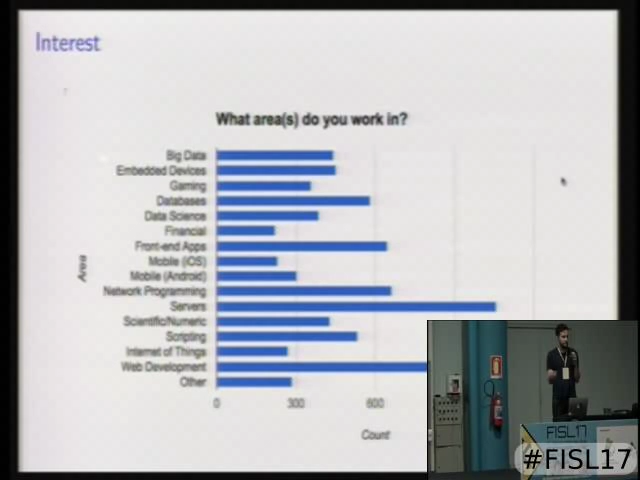 Interest
What area(s) do you work in?
Area
Big Data
Embedded Devices
Gaming
Databases
Data Science
Financial
Front-end Apps
Mobile (iOS)
Mobile (Android)
Network Programming
Servers
Scientific/Numeric
Scripting
Internet of Things
Web Development
Other
0 300 600
Count
FISL17
#FISL17